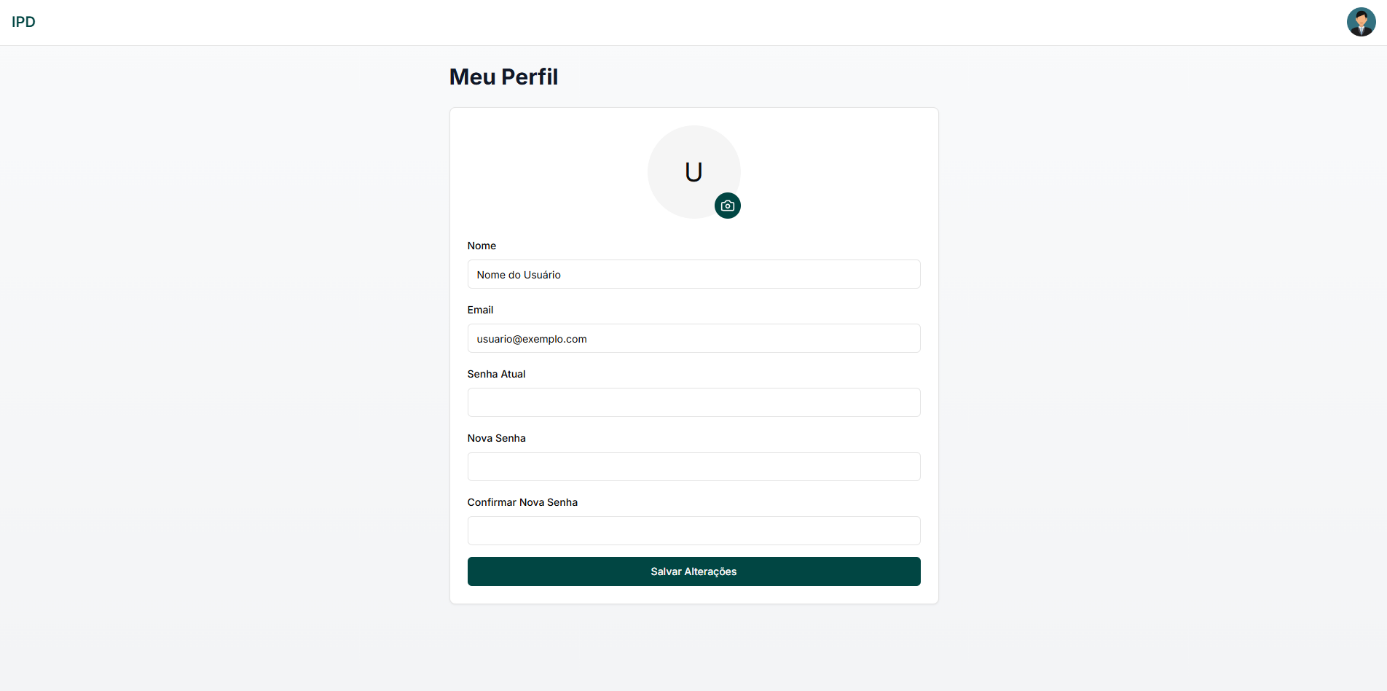 IPD
Meu Perfil
U
Nome
Nome do Usuário
Email
usuario@exemplo.com
Senha Atual
Nova Senha
Confirmar Nova Senha
Salvar Alterações